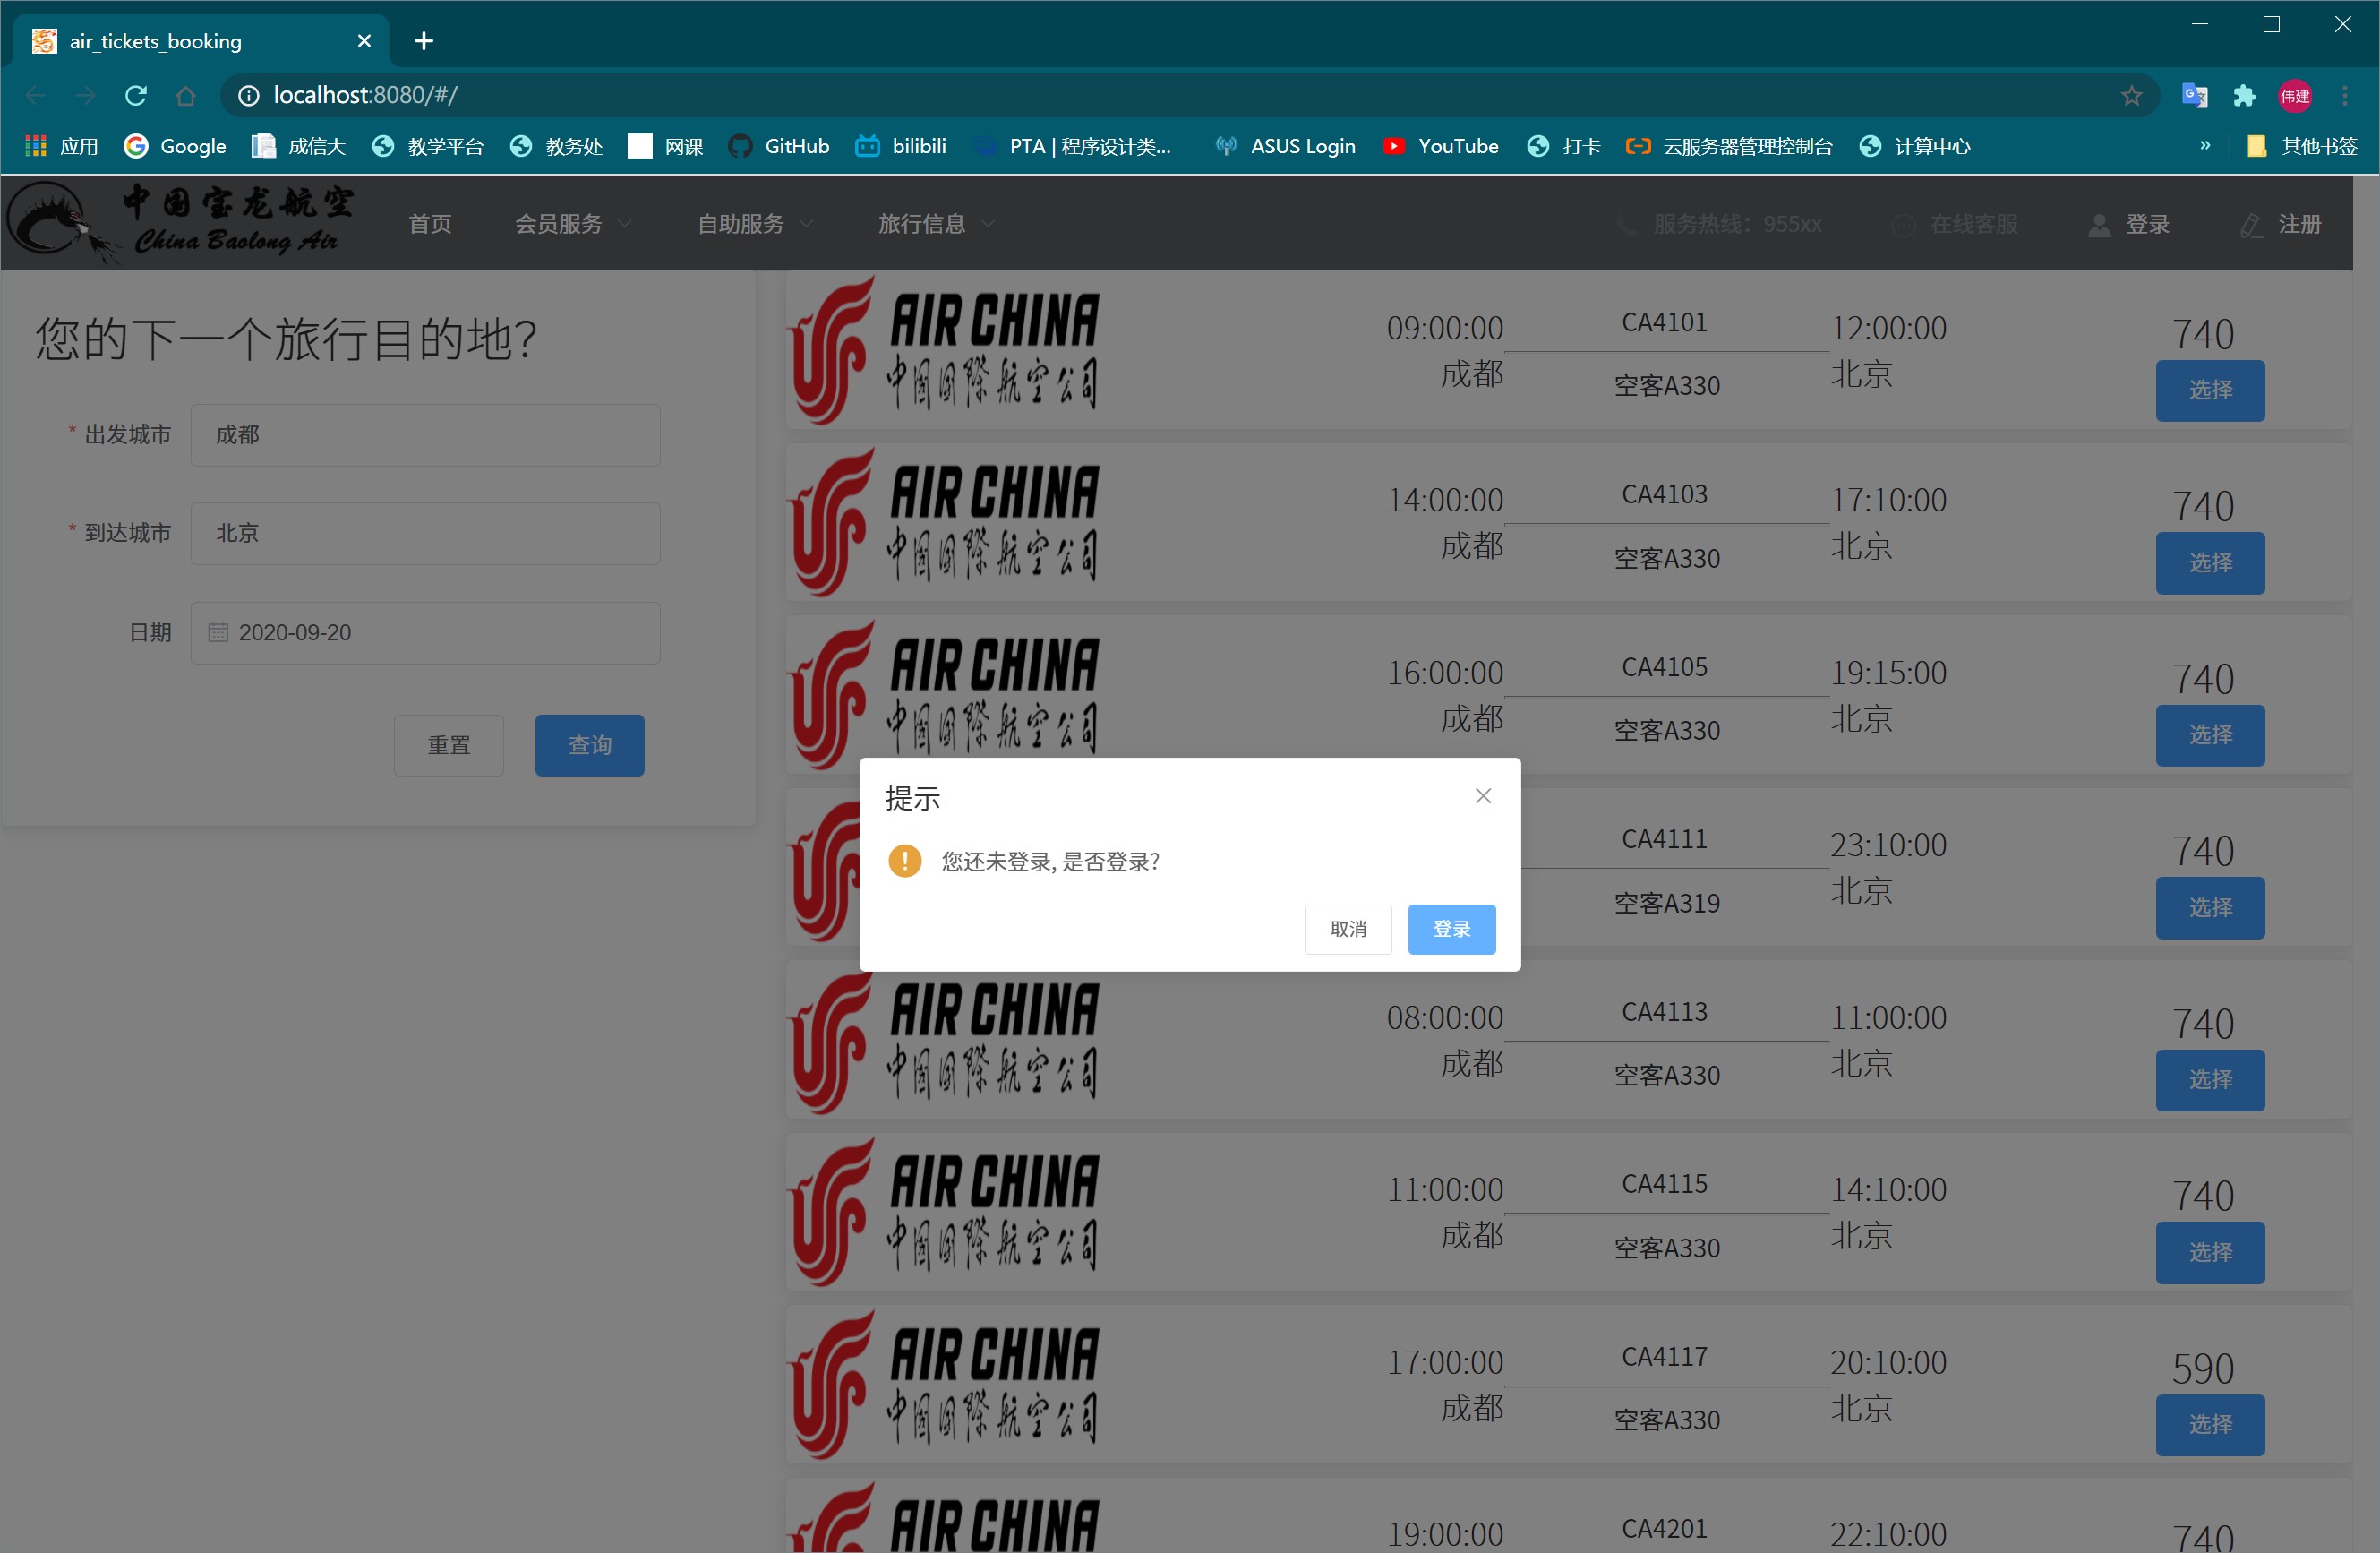 air_tickets_booking
localhost:8080/#/
伟建
应用 Google 成信大 教学平台 教务处 网课 GitHub bilibili PTA | 程序设计类... ASUS Login YouTube 打卡 云服务器管理控制台 计算中心 » 其他书签
中国宝龙航空
China Baolong Air
首页 会员服务 自助服务 旅行信息 服务热线：955xx 在线客服 登录 注册
您的下一个旅行目的地？
* 出发城市 成都
* 到达城市 北京
日期 2020-09-20
重置 查询
AIR CHINA
中国国際航空公司
09:00:00 CA4101 12:00:00 740
成都 空客A330 北京 选择
AIR CHINA
中国国際航空公司
14:00:00 CA4103 17:10:00 740
成都 空客A330 北京 选择
AIR CHINA
中国国際航空公司
16:00:00 CA4105 19:15:00 740
成都 空客A330 北京 选择
CA4111 23:10:00 740
空客A319 北京 选择
提示
您还未登录, 是否登录?
取消 登录
AIR CHINA
中国国際航空公司
08:00:00 CA4113 11:00:00 740
成都 空客A330 北京 选择
AIR CHINA
中国国際航空公司
11:00:00 CA4115 14:10:00 740
成都 空客A330 北京 选择
AIR CHINA
中国国際航空公司
17:00:00 CA4117 20:10:00 590
成都 空客A330 北京 选择
AIR CHINA
19:00:00 CA4201 22:10:00 740